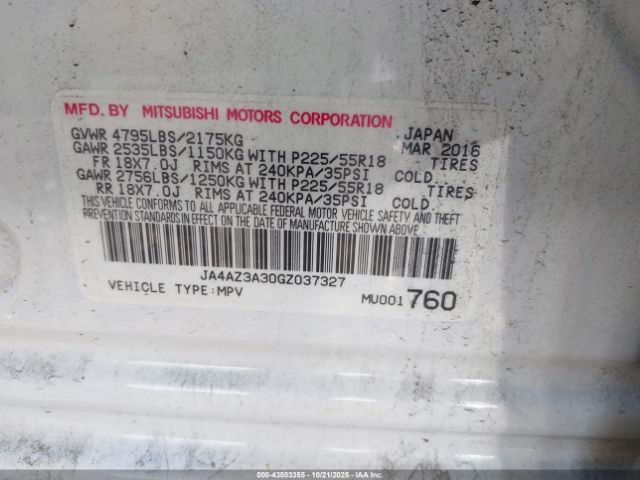 MFD. BY MITSUBISHI MOTORS CORPORATION
GVWR 4795LBS/2175KG JAPAN MAR 2016
GAWR 2535LBS/1150KG WITH P225/55R18 TIRES
FR 18X7.0J RIMS AT 240KPA/35PSI COLD
GAWR 2756LBS/1250KG WITH P225/55R18 TIRES
RR 18X7.0J RIMS AT 240KPA/35PSI COLD
THIS VEHICLE CONFORMS TO ALL APPLICABLE FEDERAL MOTOR VEHICLE SAFETY AND THEFT
PREVENTION STANDARDS IN EFFECT ON THE DATE OF MANUFACTURE SHOWN ABOVE.
JA4AZ3A30GZ037327
VEHICLE TYPE:MPV MU001 760
000-43503355 - 10/21/2025 - IAAI.COM